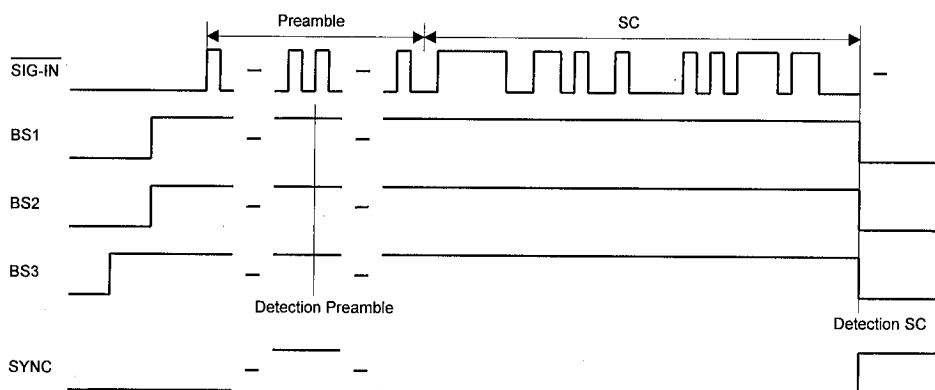 Preamble
SC
SIG-IN
BS1
BS2
BS3
Detection Preamble
Detection SC
SYNC